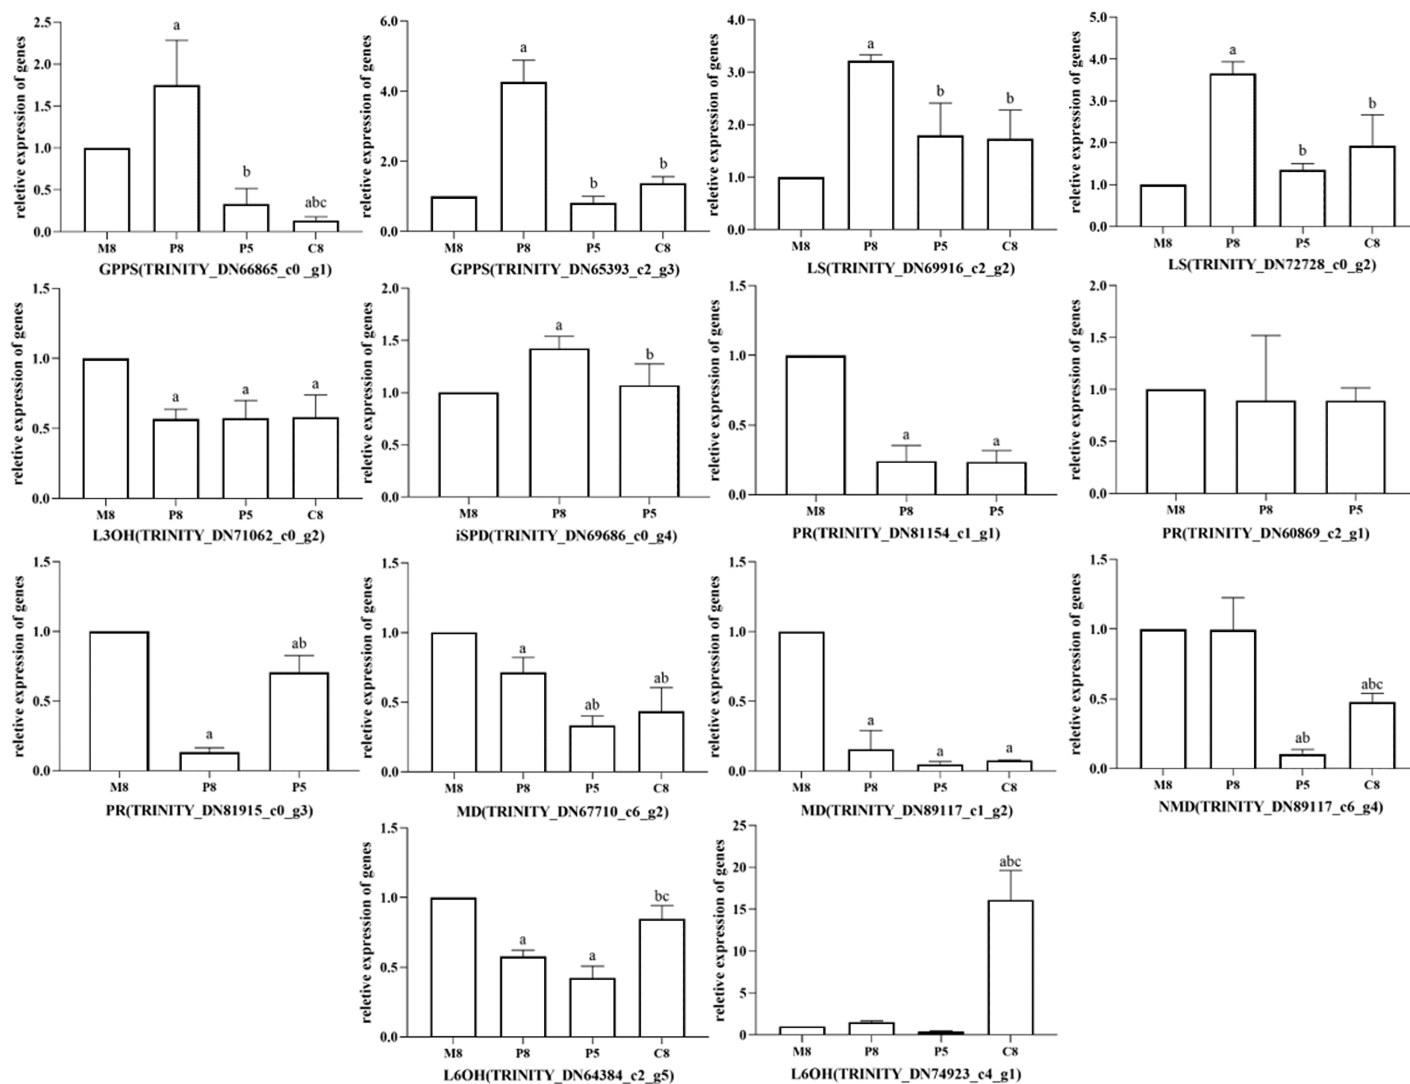 reletive expression of genes
2.5
2.0
1.5
1.0
0.5
0.0
a
b
abc
M8 P8 P5 C8
GPPS(TRINITY_DN66865_c0_g1)
reletive expression of genes
6.0
4.0
2.0
0.0
a
b
b
M8 P8 P5 C8
GPPS(TRINITY_DN65393_c2_g3)
reletive expression of genes
4.0
3.0
2.0
1.0
0.0
a
b
b
M8 P8 P5 C8
LS(TRINITY_DN69916_c2_g2)
reletive expression of genes
5.0
4.0
3.0
2.0
1.0
0.0
a
b
b
M8 P8 P5 C8
LS(TRINITY_DN72728_c0_g2)
reletive expression of genes
1.5
1.0
0.5
0.0
a
a
a
M8 P8 P5 C8
L3OH(TRINITY_DN71062_c0_g2)
reletive expression of genes
2.0
1.5
1.0
0.5
0.0
a
b
M8 P8 P5
iSPD(TRINITY_DN69686_c0_g4)
reletive expression of genes
1.5
1.0
0.5
0.0
a
a
M8 P8 P5
PR(TRINITY_DN81154_c1_g1)
reletive expression of genes
2.0
1.5
1.0
0.5
0.0
M8 P8 P5
PR(TRINITY_DN60869_c2_g1)
reletive expression of genes
1.5
1.0
0.5
0.0
a
ab
M8 P8 P5
PR(TRINITY_DN81915_c0_g3)
reletive expression of genes
1.5
1.0
0.5
0.0
a
ab
ab
M8 P8 P5 C8
MD(TRINITY_DN67710_c6_g2)
reletive expression of genes
1.5
1.0
0.5
0.0
a
a
a
M8 P8 P5 C8
MD(TRINITY_DN89117_c1_g2)
reletive expression of genes
1.5
1.0
0.5
0.0
ab
abc
M8 P8 P5 C8
NMD(TRINITY_DN89117_c6_g4)
reletive expression of genes
1.5
1.0
0.5
0.0
a
a
bc
M8 P8 P5 C8
L6OH(TRINITY_DN64384_c2_g5)
reletive expression of genes
25
20
15
10
5
0
abc
M8 P8 P5 C8
L6OH(TRINITY_DN74923_c4_g1)